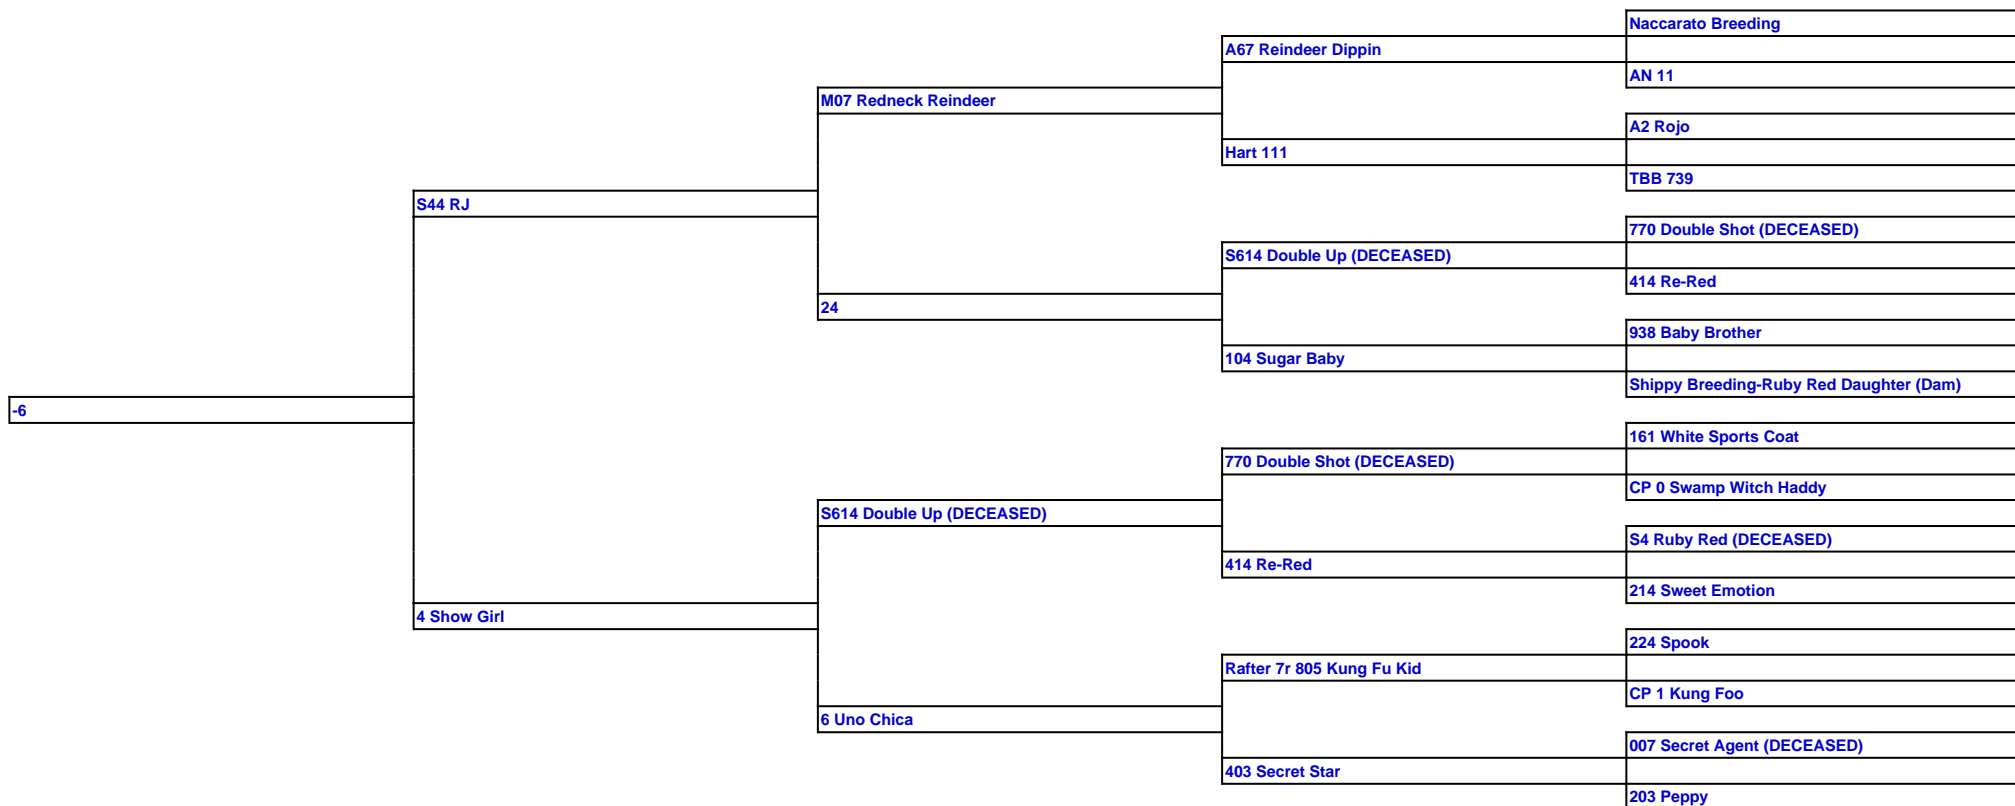 Naccarato Breeding
A67 Reindeer Dippin
AN 11
M07 Redneck Reindeer
A2 Rojo
Hart 111
TBB 739
S44 RJ
770 Double Shot (DECEASED)
S614 Double Up (DECEASED)
414 Re-Red
24
938 Baby Brother
104 Sugar Baby
Shippy Breeding-Ruby Red Daughter (Dam)
-6
161 White Sports Coat
770 Double Shot (DECEASED)
CP 0 Swamp Witch Haddy
S614 Double Up (DECEASED)
S4 Ruby Red (DECEASED)
414 Re-Red
214 Sweet Emotion
4 Show Girl
224 Spook
Rafter 7r 805 Kung Fu Kid
CP 1 Kung Foo
6 Uno Chica
007 Secret Agent (DECEASED)
403 Secret Star
203 Peppy